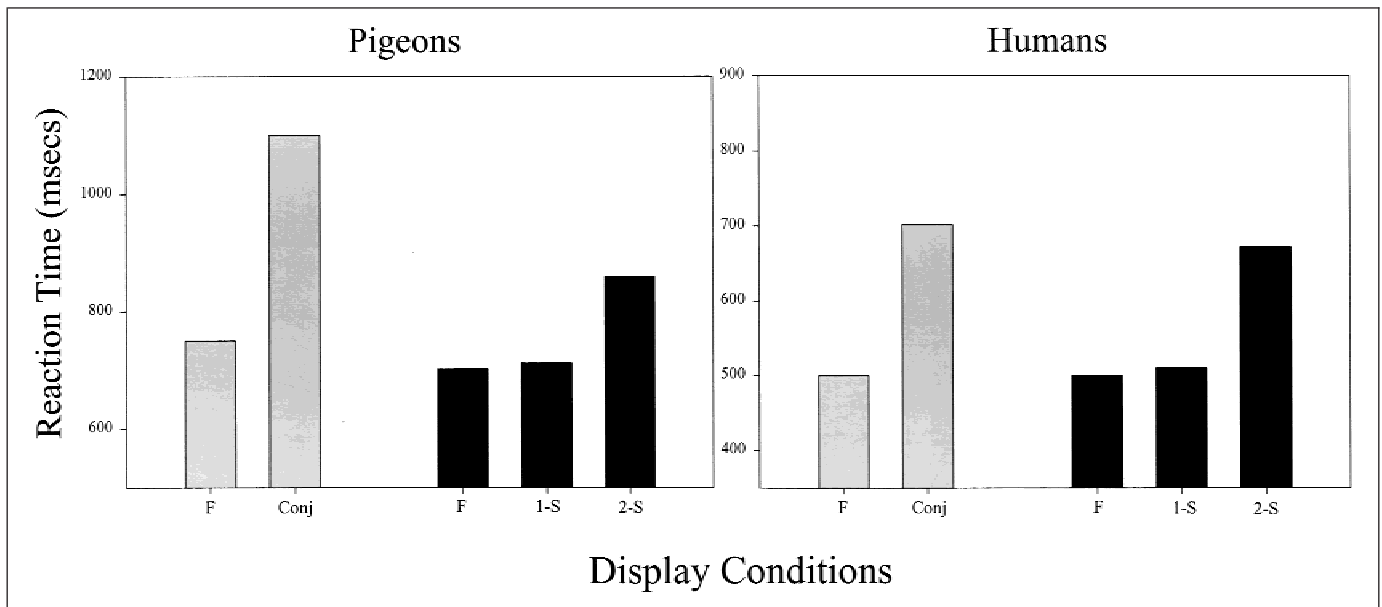 Pigeons
Humans
Reaction Time (msecs)
1200
1000
800
600
F
Conj
F
1-S
2-S
900
800
700
600
500
400
F
Conj
F
1-S
2-S
Display Conditions